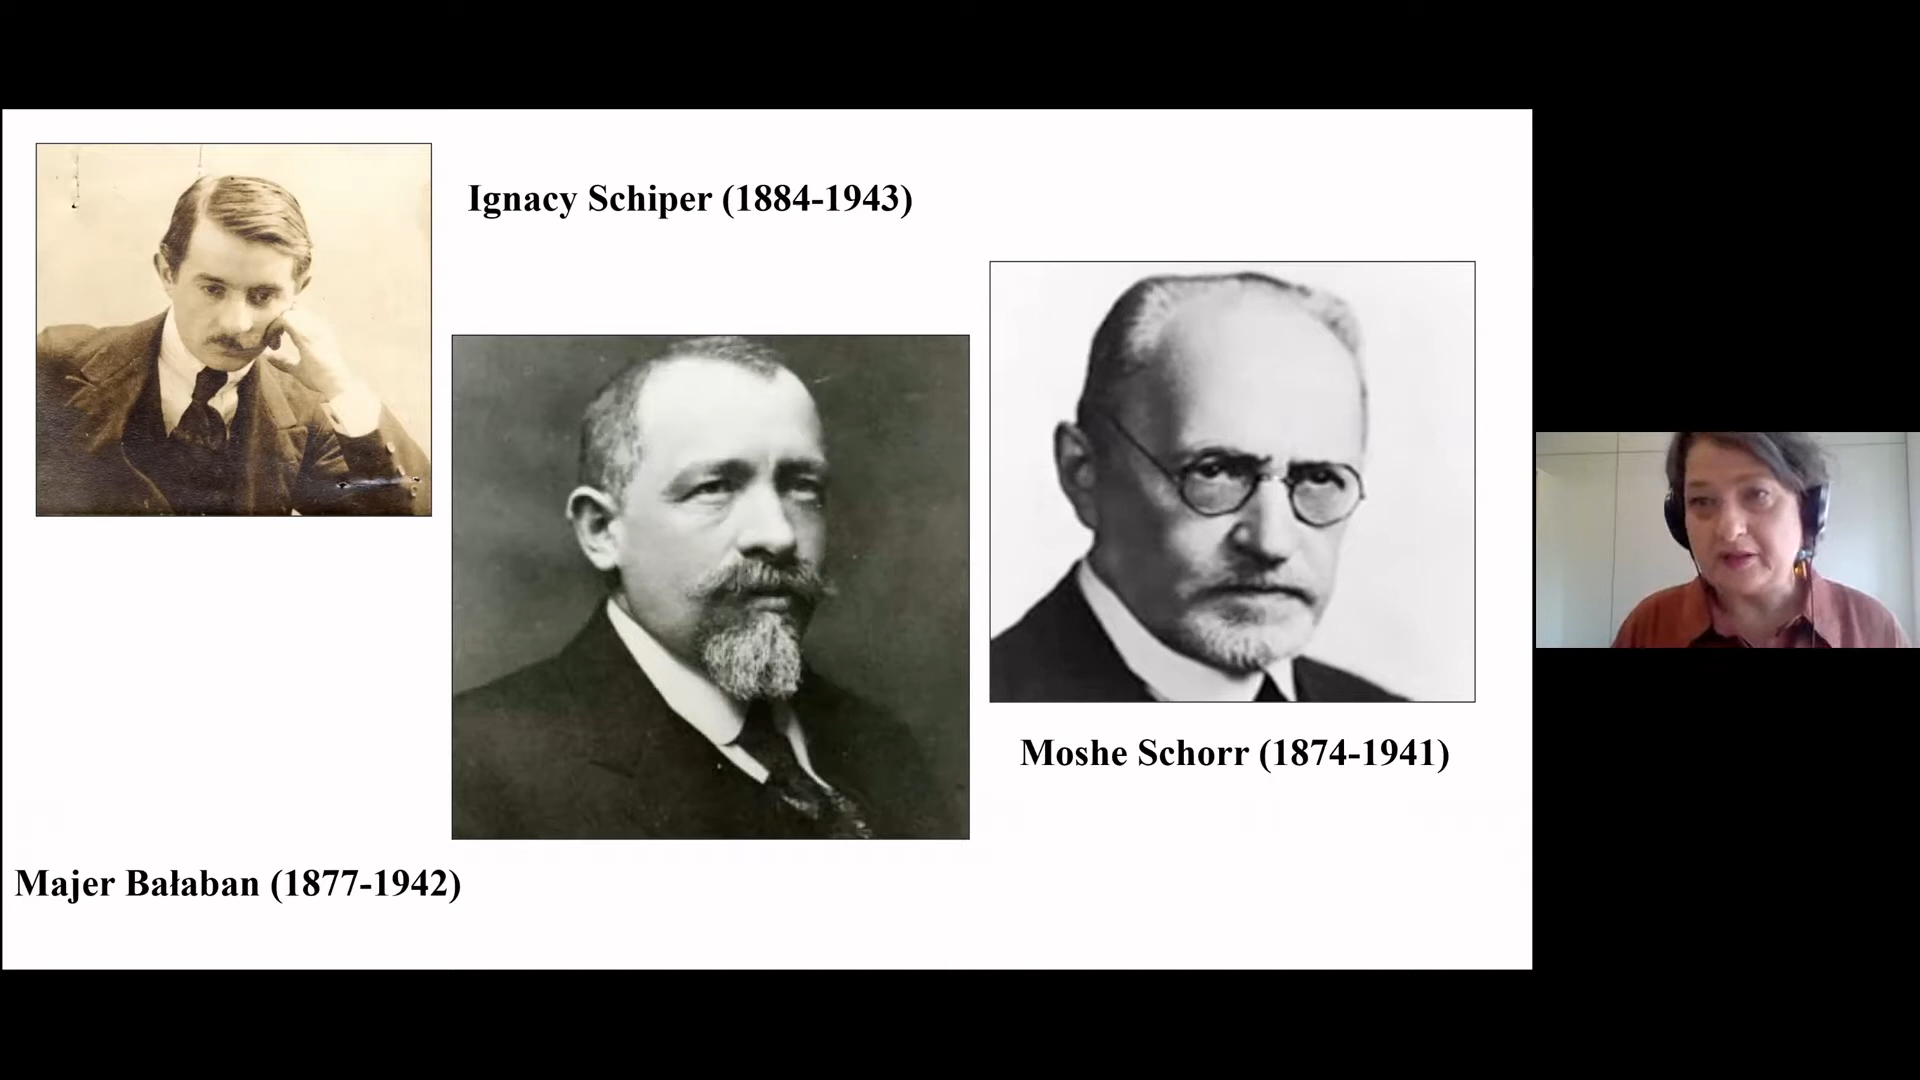 Ignacy Schiper (1884-1943)
Moshe Schorr (1874-1941)
Majer Bałaban (1877-1942)